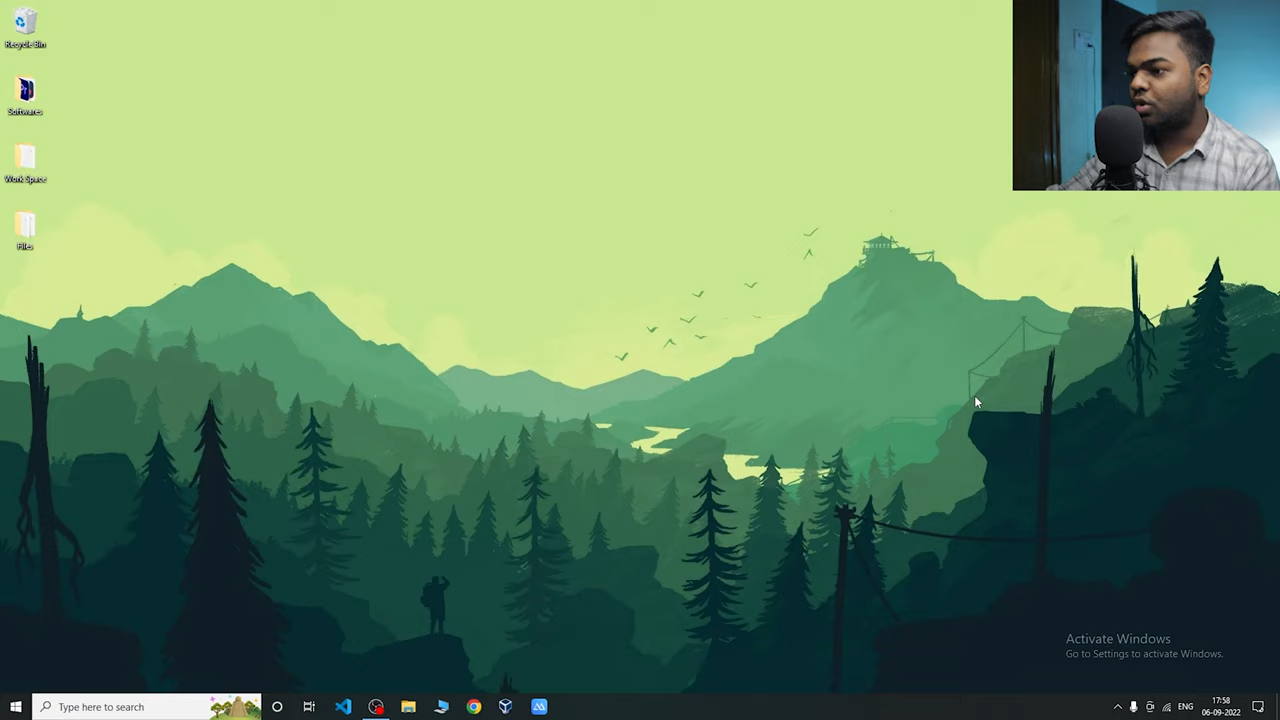 Recycle Bin
Softwares
Work Space
Files
Activate Windows
Go to Settings to activate Windows.
Type here to search
ENG
17:58
06-09-2022